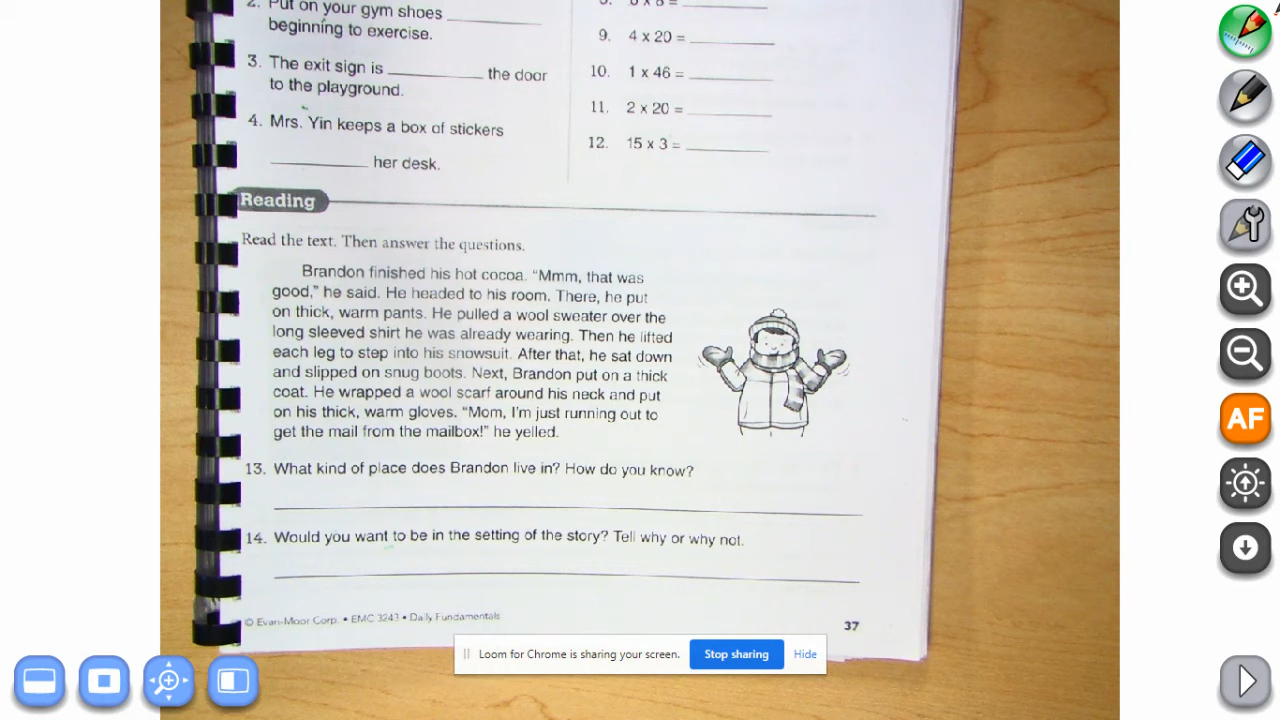 2. Put on your gym shoes ________
beginning to exercise.
3. The exit sign is ________ the door
to the playground.
4. Mrs. Yin keeps a box of stickers
________ her desk.
9. 4 x 20 = ________
10. 1 x 46 = ________
11. 2 x 20 = ________
12. 15 x 3 = ________
Reading
Read the text. Then answer the questions.
Brandon finished his hot cocoa. “Mmm, that was
good,” he said. He headed to his room. There, he put
on thick, warm pants. He pulled a wool sweater over the
long sleeved shirt he was already wearing. Then he lifted
each leg to step into his snowsuit. After that, he sat down
and slipped on snug boots. Next, Brandon put on a thick
coat. He wrapped a wool scarf around his neck and put
on his thick, warm gloves. “Mom, I’m just running out to
get the mail from the mailbox!” he yelled.
13. What kind of place does Brandon live in? How do you know?
14. Would you want to be in the setting of the story? Tell why or why not.
© Evan-Moor Corp. • EMC 3243 • Daily Fundamentals
37
Loom for Chrome is sharing your screen.
Stop sharing
Hide
AF